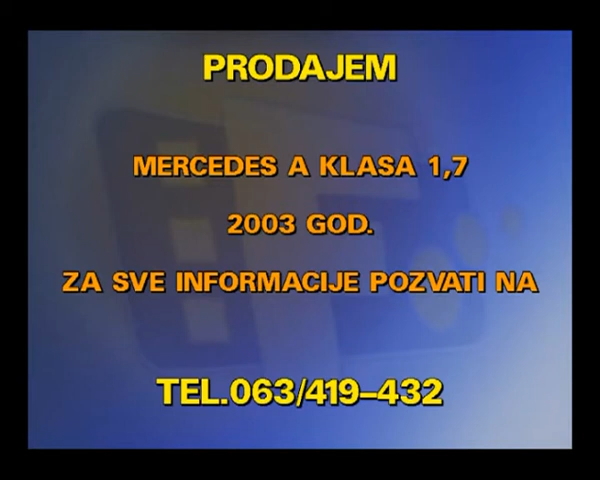 PRODAJEM
MERCEDES A KLASA 1,7
2003 GOD.
ZA SVE INFORMACIJE POZVATI NA
TEL.063/419-432